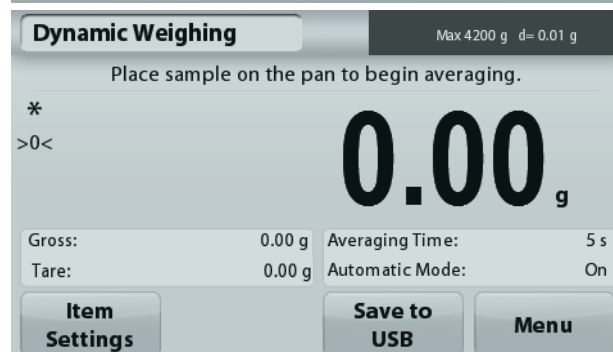 Dynamic Weighing
Max 4200 g d= 0.01 g
Place sample on the pan to begin averaging.
*
>0<
0.00 g
Gross: 0.00 g
Averaging Time: 5 s
Tare: 0.00 g
Automatic Mode: On
Item
Settings
Save to
USB
Menu